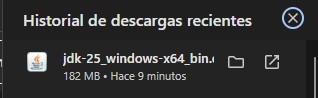 Historial de descargas recientes
jdk-25_windows-x64_bin.
182 MB • Hace 9 minutos